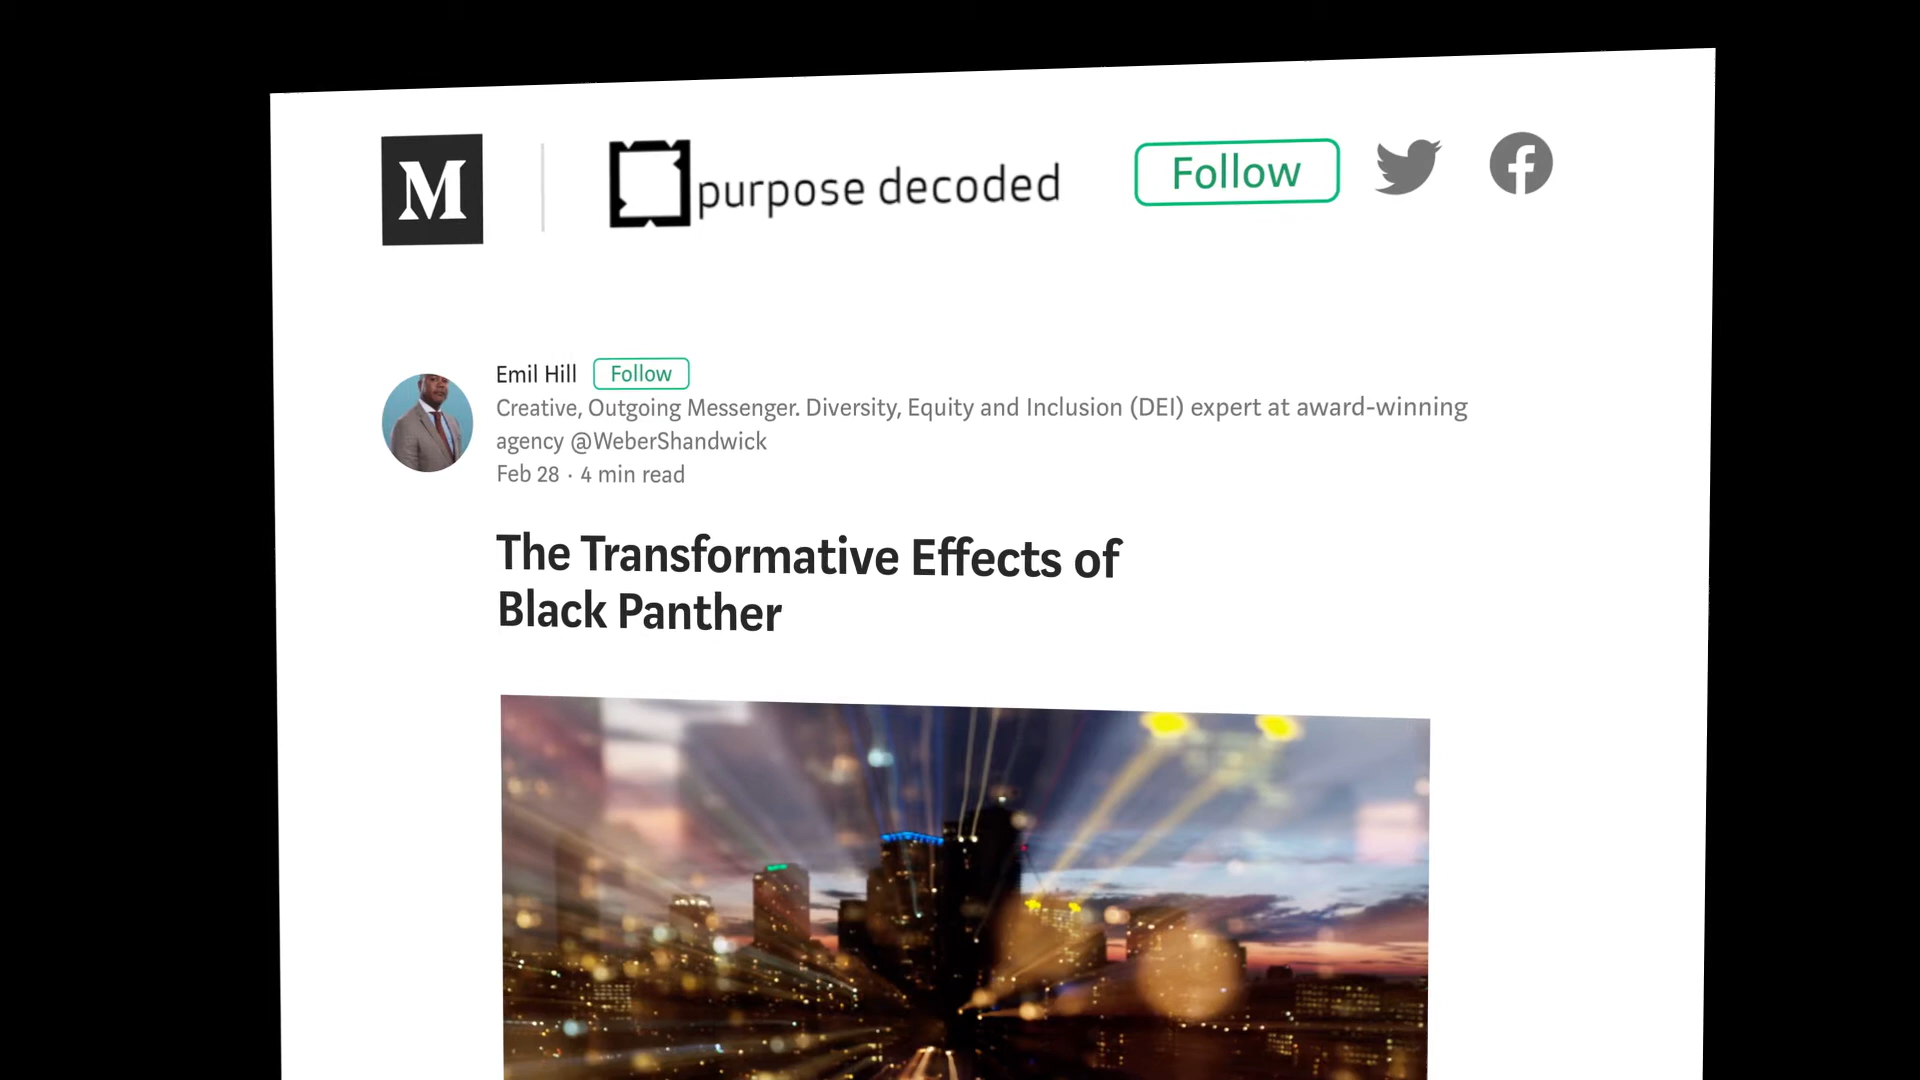 M
purpose decoded
Follow
Emil Hill Follow
Creative, Outgoing Messenger. Diversity, Equity and Inclusion (DEI) expert at award-winning
agency @WeberShandwick
Feb 28 · 4 min read
The Transformative Effects of
Black Panther